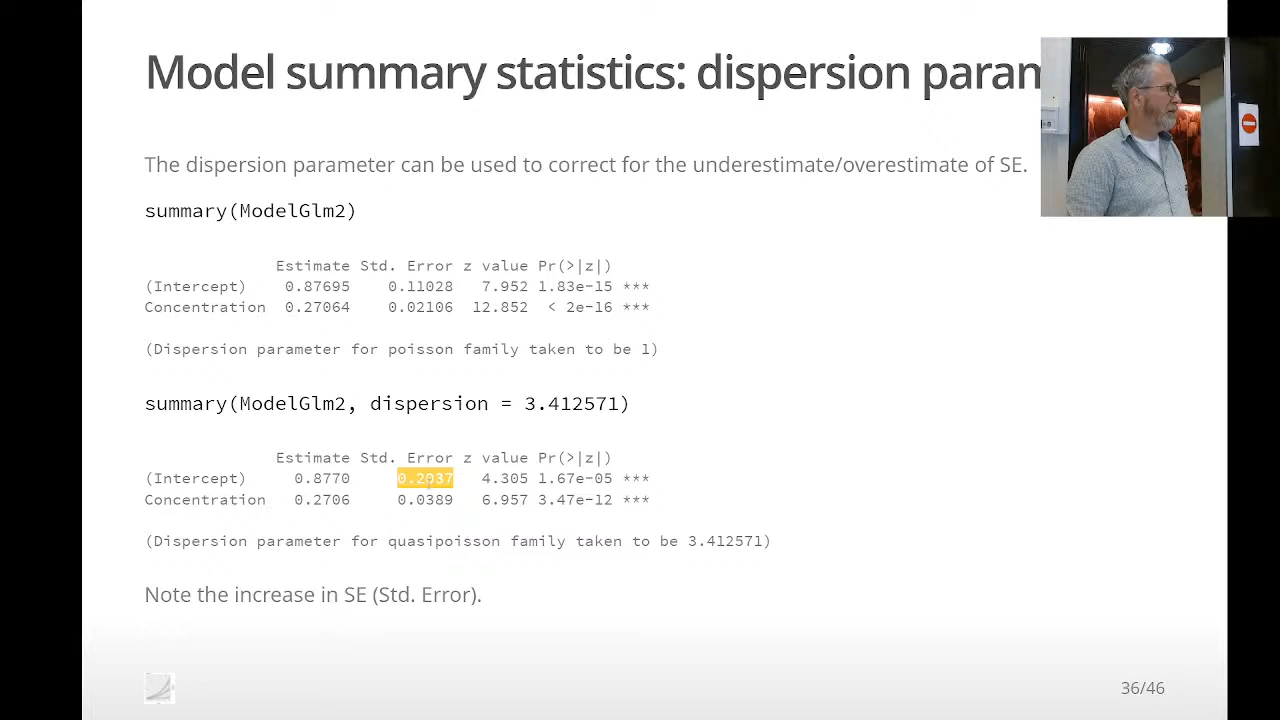 Model summary statistics: dispersion param
The dispersion parameter can be used to correct for the underestimate/overestimate of SE.
summary(ModelGlm2)
Estimate Std. Error z value Pr(>|z|)
(Intercept) 0.87695 0.11028 7.952 1.83e-15 ***
Concentration 0.27064 0.02106 12.852 < 2e-16 ***
(Dispersion parameter for poisson family taken to be 1)
summary(ModelGlm2, dispersion = 3.412571)
Estimate Std. Error z value Pr(>|z|)
(Intercept) 0.8770 0.2037 4.305 1.67e-05 ***
Concentration 0.2706 0.0389 6.957 3.47e-12 ***
(Dispersion parameter for quasipoisson family taken to be 3.412571)
Note the increase in SE (Std. Error).
36/46